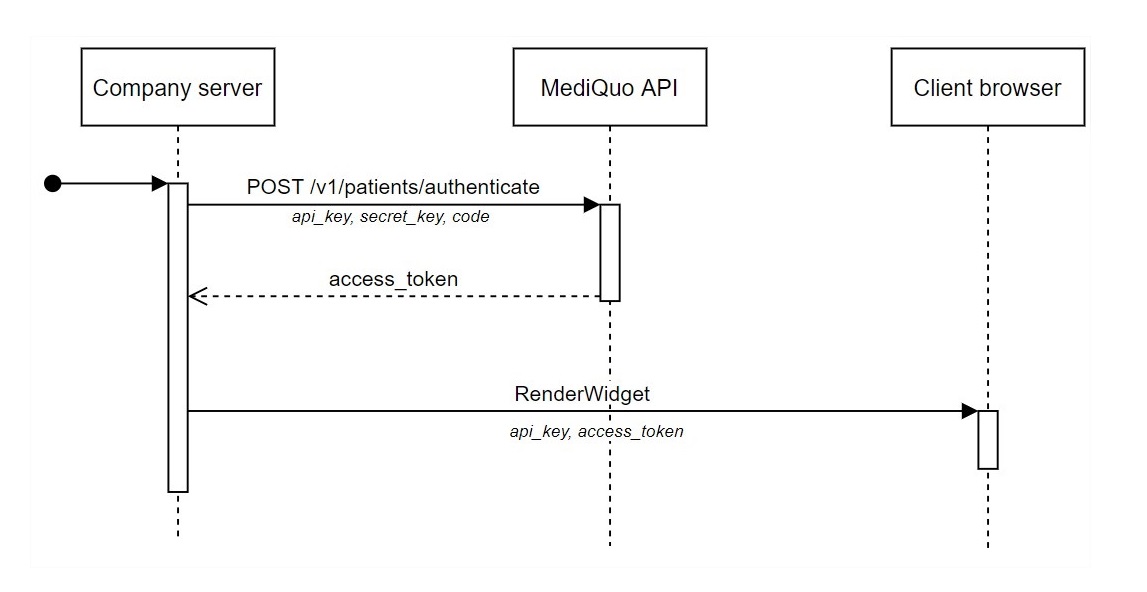 Company server
MediQuo API
Client browser
POST /v1/patients/authenticate
api_key, secret_key, code
access_token
RenderWidget
api_key, access_token